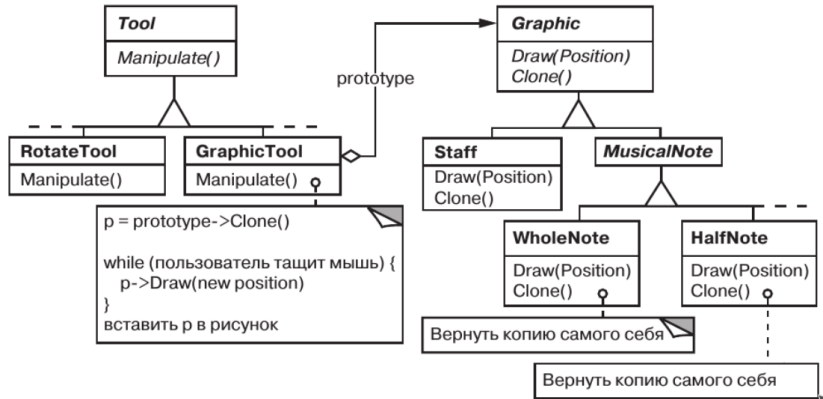 Tool
Manipulate()
prototype
Graphic
Draw(Position)
Clone()
RotateTool
Manipulate()
GraphicTool
Manipulate()
Staff
Draw(Position)
Clone()
MusicalNote
p = prototype->Clone()
while (пользователь тащит мышь) {
p->Draw(new position)
}
вставить p в рисунок
WholeNote
Draw(Position)
Clone()
HalfNote
Draw(Position)
Clone()
Вернуть копию самого себя
Вернуть копию самого себя